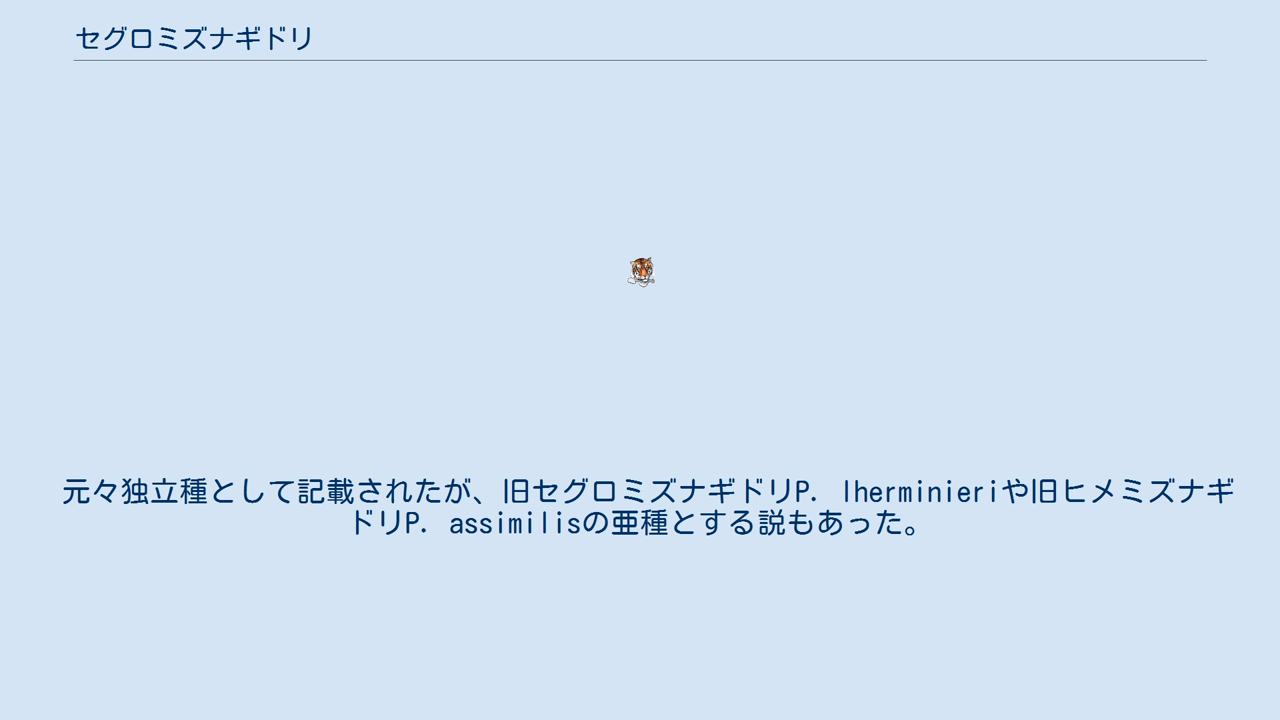 セグロミズナギドリ
元々独立種として記載されたが、旧セグロミズナギドリP. lherminieriや旧ヒメミズナギ
ドリP. assimilisの亜種とする説もあった。